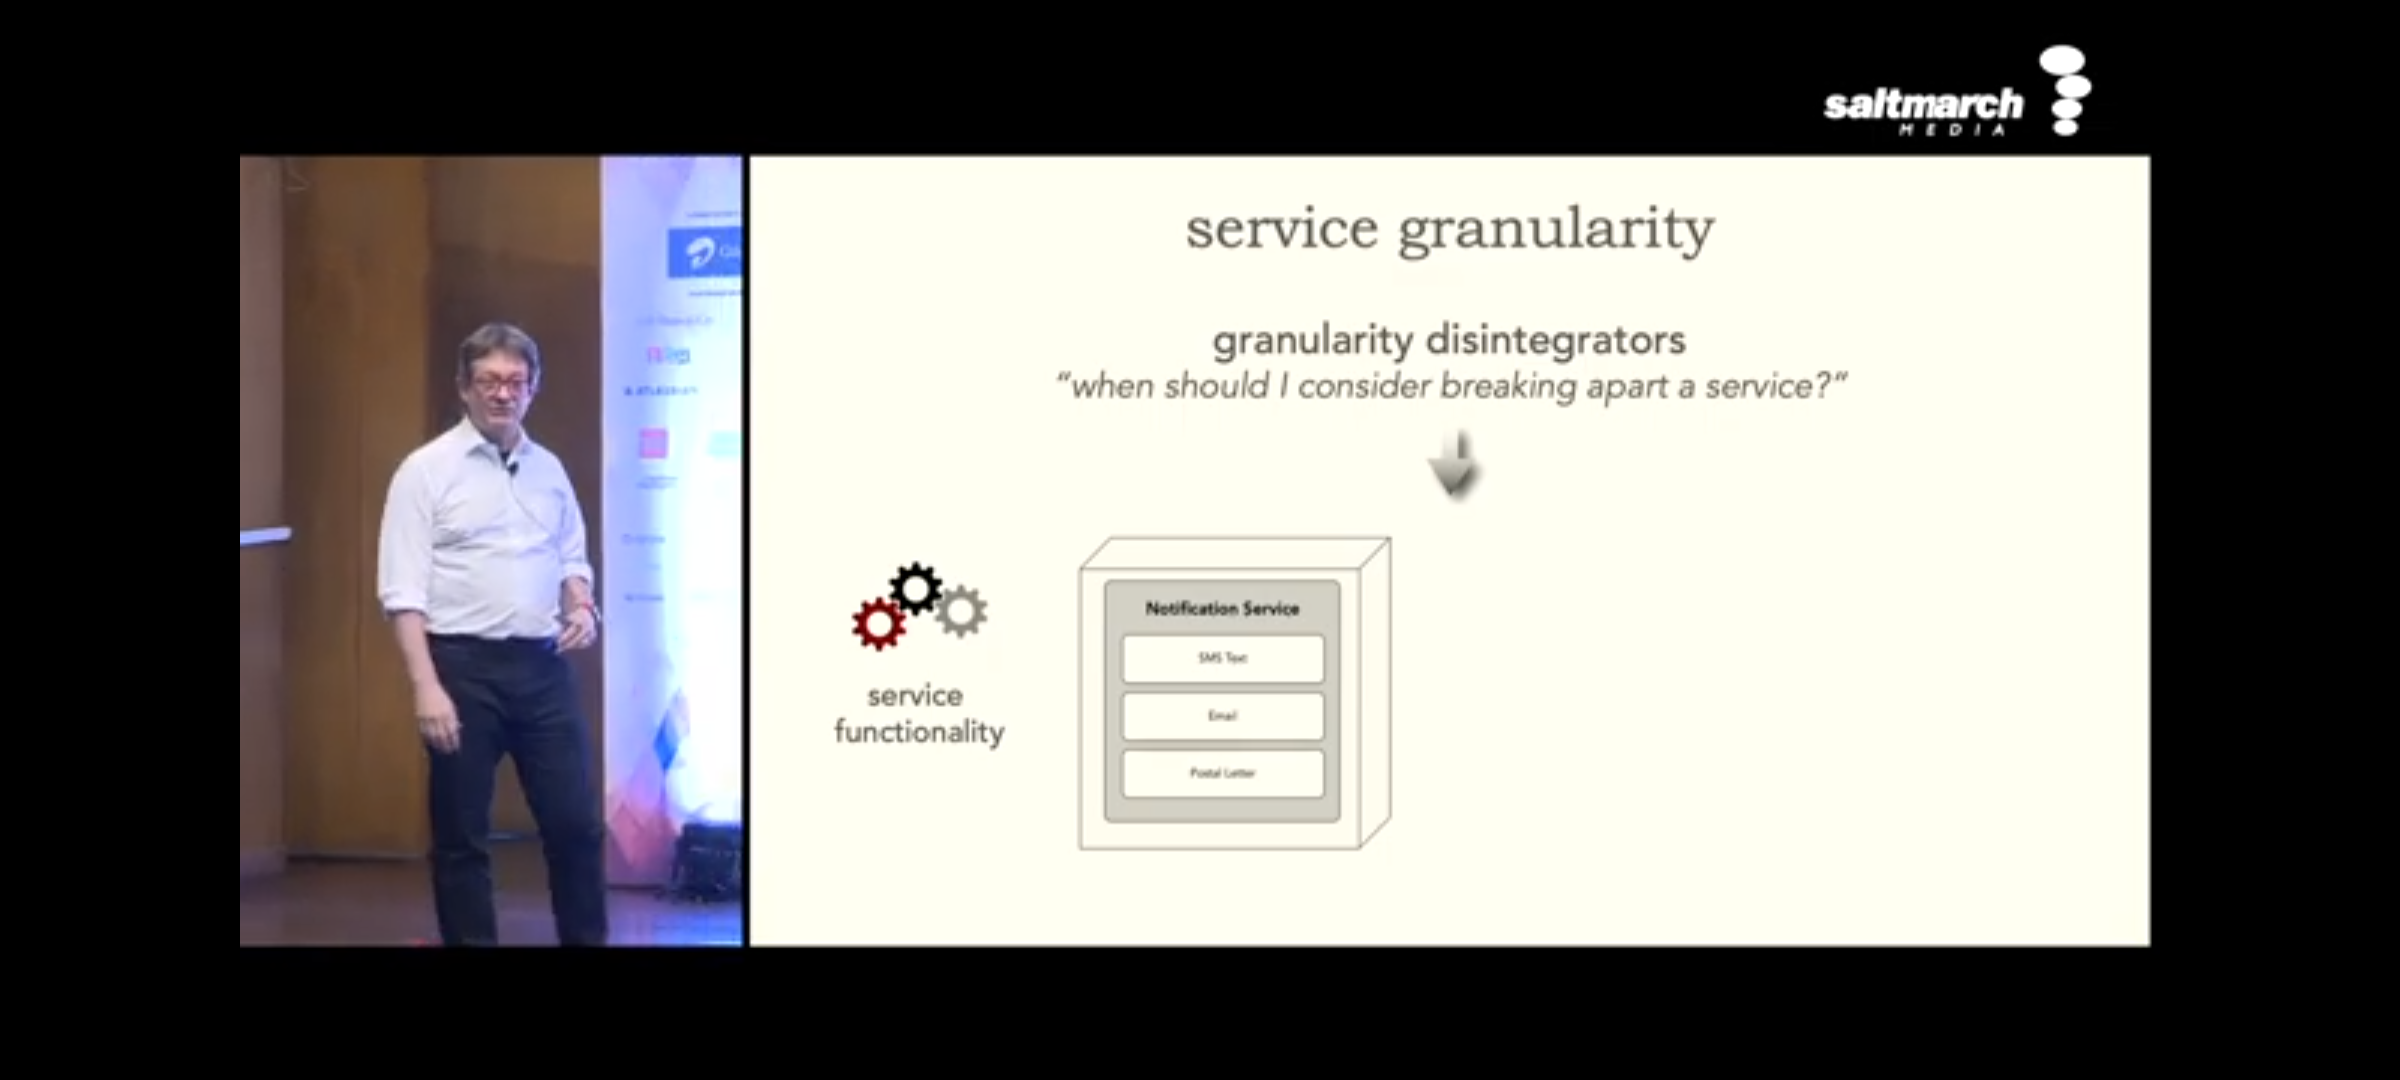 saltmarch
MEDIA
service granularity
granularity disintegrators
“when should I consider breaking apart a service?”
Notification Service
SMS Text
Email
Postal Letter
service
functionality
ATLASSIAN